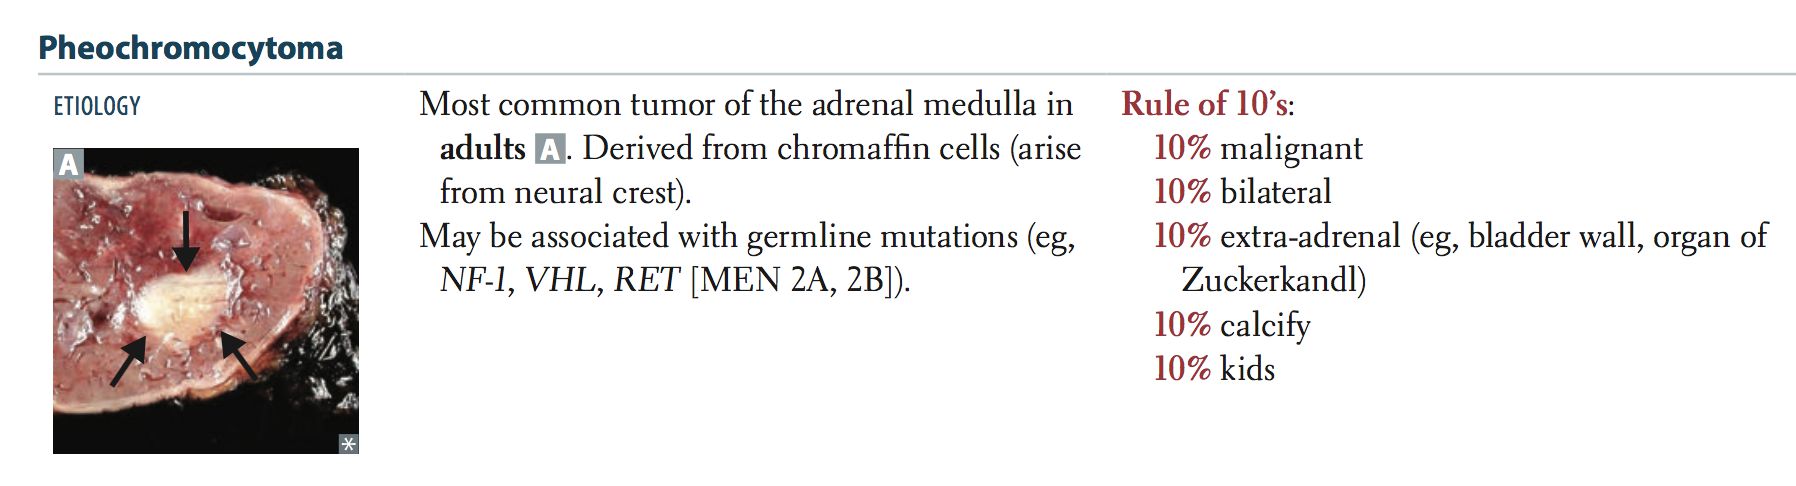 Pheochromocytoma
ETIOLOGY
A
*
Most common tumor of the adrenal medulla in
adults A. Derived from chromaffin cells (arise
from neural crest).
May be associated with germline mutations (eg,
NF-1, VHL, RET [MEN 2A, 2B]).
Rule of 10’s:
10% malignant
10% bilateral
10% extra-adrenal (eg, bladder wall, organ of
Zuckerkandl)
10% calcify
10% kids